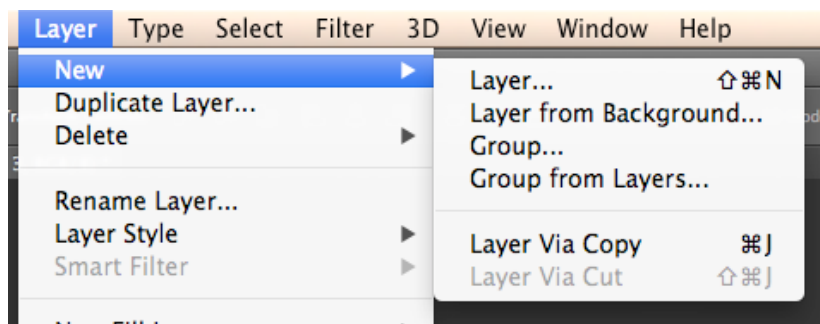 Layer Type Select Filter 3D View Window Help
New
Duplicate Layer...
Delete
Rename Layer...
Layer Style
Smart Filter
Layer... ⇧⌘N
Layer from Background...
Group...
Group from Layers...
Layer Via Copy ⌘J
Layer Via Cut ⇧⌘J